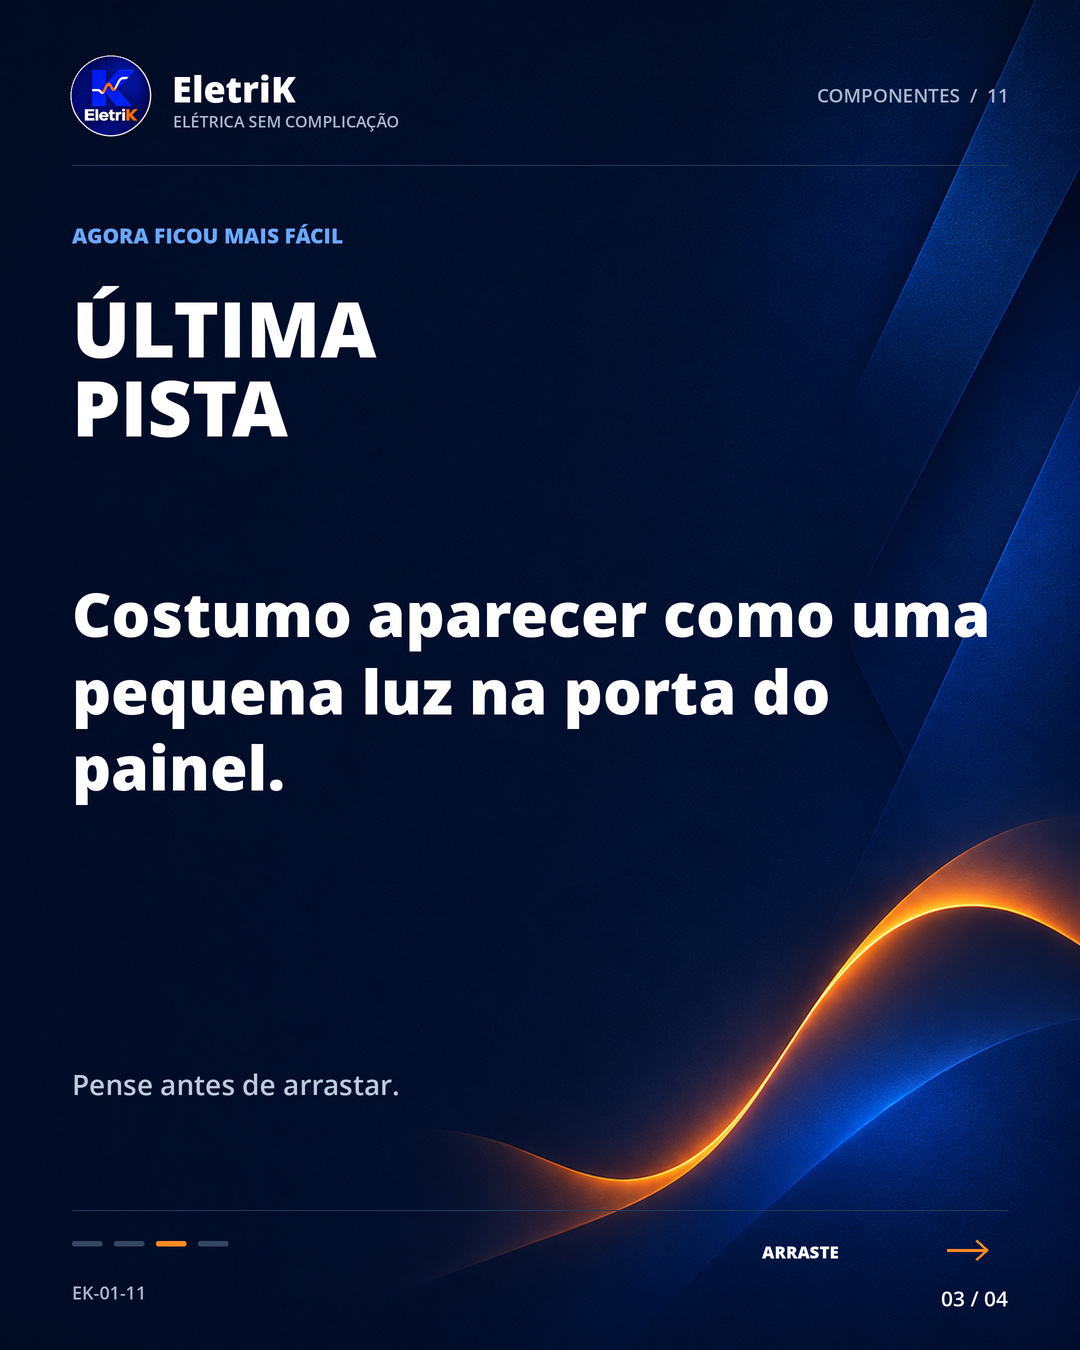 EletriK
EletriK
ELÉTRICA SEM COMPLICAÇÃO
COMPONENTES / 11
AGORA FICOU MAIS FÁCIL
ÚLTIMA
PISTA
Costumo aparecer como uma
pequena luz na porta do
painel.
Pense antes de arrastar.
ARRASTE
EK-01-11
03 / 04